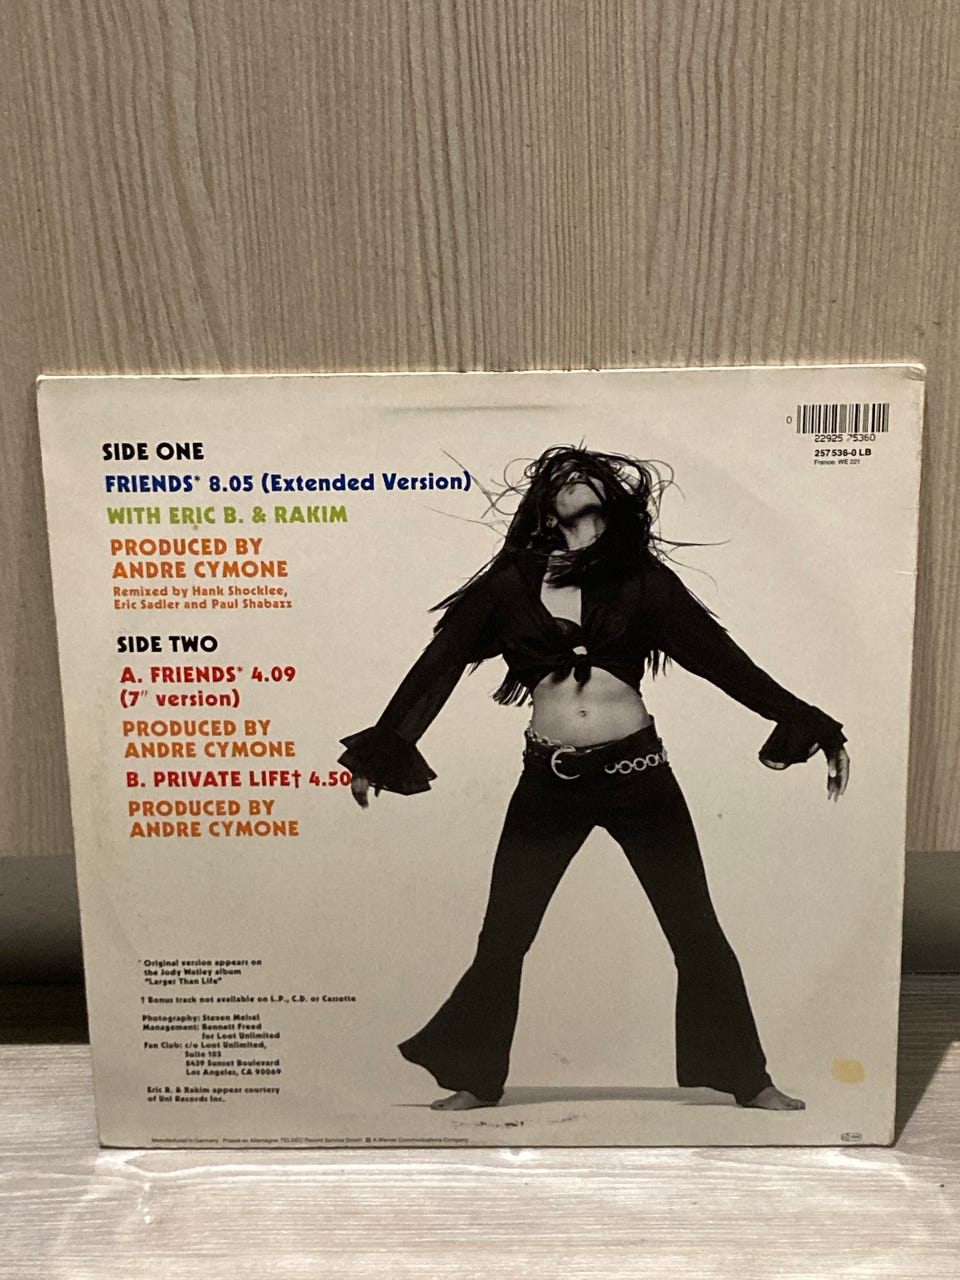 SIDE ONE
FRIENDS* 8.05 (Extended Version)
WITH ERIC B. & RAKIM
PRODUCED BY
ANDRE CYMONE
Remixed by Hank Shocklee,
Eric Sadler and Paul Shabazz
SIDE TWO
A. FRIENDS* 4.09
(7" version)
PRODUCED BY
ANDRE CYMONE
B. PRIVATE LIFE† 4.50
PRODUCED BY
ANDRE CYMONE
0
22925 75360
257 536-0 LB
France: WE 221
* Original version appears on
the Jody Watley album
"Larger Than Life"
† Bonus track not available on L.P., C.D. or Cassette
Photography: Steven Meisel
Management: Bennett Freed
for Loot Unlimited
Fan Club: c/o Loot Unlimited,
Suite 103
8439 Sunset Boulevard
Los Angeles, CA 90069
Eric B. & Rakim appear courtesy
of Uni Records Inc.
Manufactured in Germany Pressé en Allemagne, TELDEC Record Service GmbH A Warner Communications Company